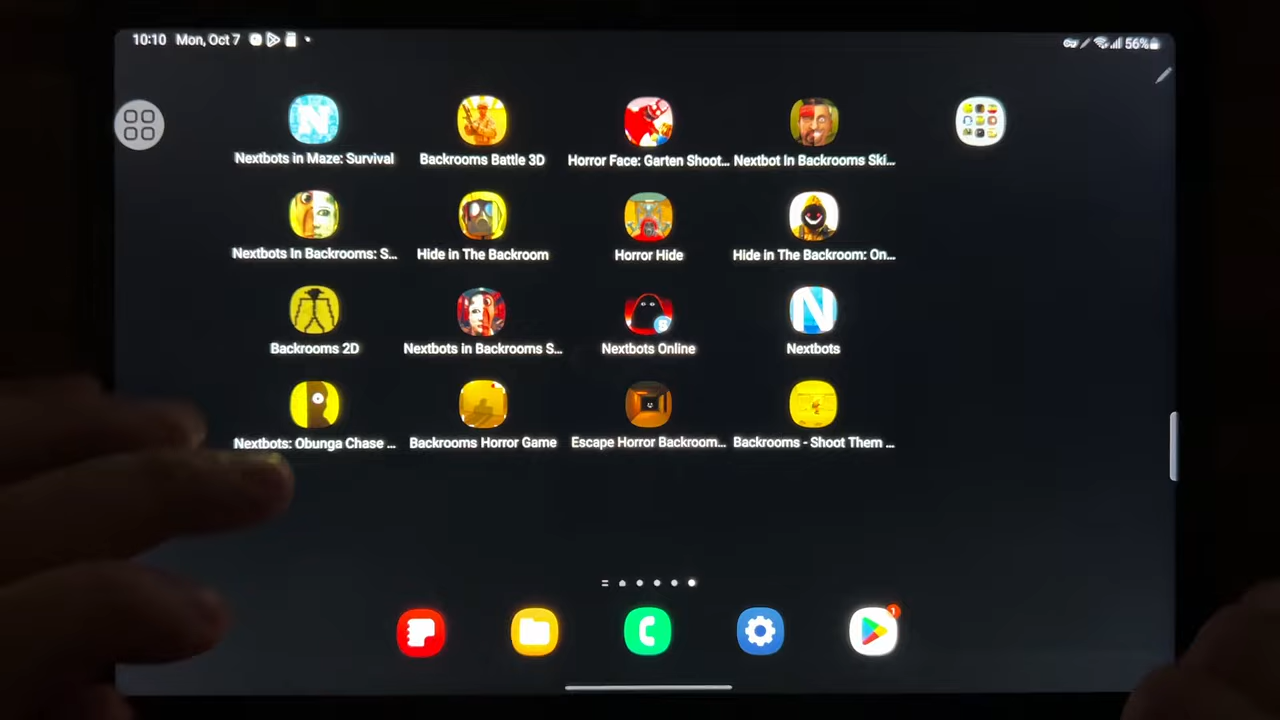 10:10 Mon, Oct 7
56%
Nextbots in Maze: Survival
Backrooms Battle 3D
Horror Face: Garten Shoot...
Nextbot In Backrooms Ski...
Nextbots In Backrooms: S...
Hide in The Backroom
Horror Hide
Hide in The Backroom: On...
Backrooms 2D
Nextbots in Backrooms S...
Nextbots Online
Nextbots
Nextbots: Obunga Chase ...
Backrooms Horror Game
Escape Horror Backroom...
Backrooms - Shoot Them ...
1